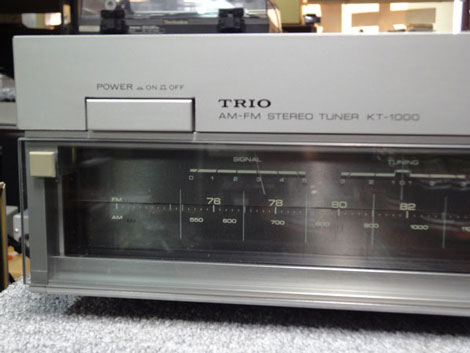 Technics
POWER ON OFF
TRIO
AM-FM STEREO TUNER KT-1000
SIGNAL TUNING
0 1 2 3 4 5
FM 76 78 80 82
AM 550 600 700 800 900 1000